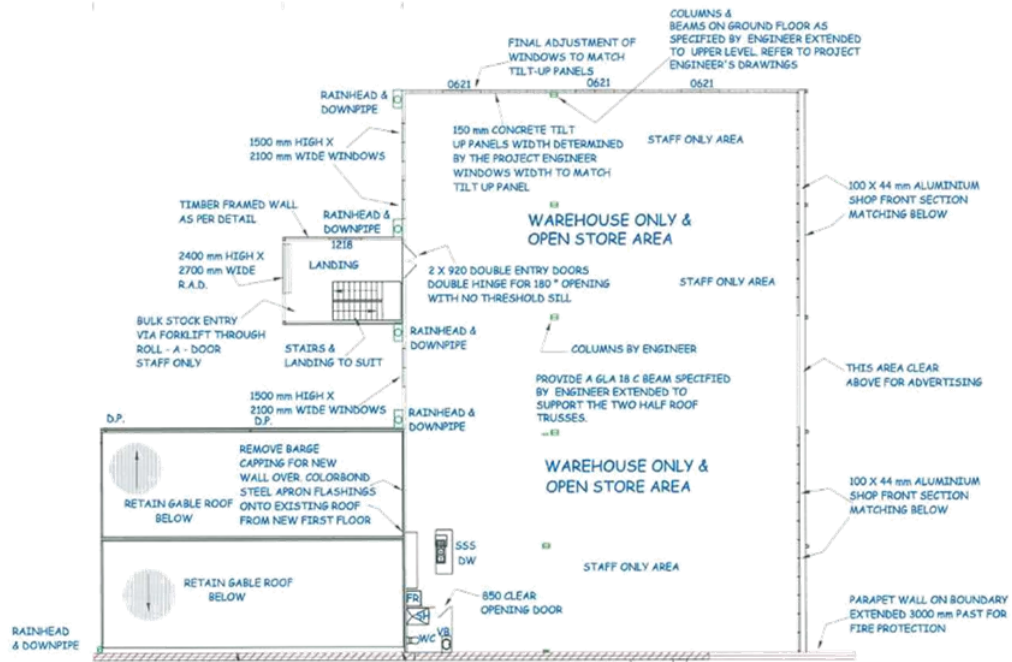 COLUMNS &
BEAMS ON GROUND FLOOR AS
SPECIFIED BY ENGINEER EXTENDED
TO UPPER LEVEL. REFER TO PROJECT
ENGINEER'S DRAWINGS
FINAL ADJUSTMENT OF
WINDOWS TO MATCH
TILT-UP PANELS
0621
0621
0621
RAINHEAD &
DOWNPIPE
150 mm CONCRETE TILT
UP PANELS WIDTH DETERMINED
BY THE PROJECT ENGINEER
WINDOWS WIDTH TO MATCH
TILT UP PANEL
STAFF ONLY AREA
1500 mm HIGH X
2100 mm WIDE WINDOWS
100 X 44 mm ALUMINIUM
SHOP FRONT SECTION
MATCHING BELOW
TIMBER FRAMED WALL
AS PER DETAIL
RAINHEAD &
DOWNPIPE
WAREHOUSE ONLY &
OPEN STORE AREA
1218
LANDING
2400 mm HIGH X
2700 mm WIDE
R.A.D.
2 X 920 DOUBLE ENTRY DOORS
DOUBLE HINGE FOR 180 ° OPENING
WITH NO THRESHOLD SILL
STAFF ONLY AREA
BULK STOCK ENTRY
VIA FORKLIFT THROUGH
ROLL - A - DOOR
STAFF ONLY
STAIRS &
LANDING TO SUIT
RAINHEAD &
DOWNPIPE
COLUMNS BY ENGINEER
THIS AREA CLEAR
ABOVE FOR ADVERTISING
1500 mm HIGH X
2100 mm WIDE WINDOWS
PROVIDE A GLA 18 C BEAM SPECIFIED
BY ENGINEER EXTENDED TO
SUPPORT THE TWO HALF ROOF
TRUSSES.
D.P.
D.P.
RAINHEAD &
DOWNPIPE
REMOVE BARGE
CAPPING FOR NEW
WALL OVER. COLORBOND
STEEL APRON FLASHINGS
ONTO EXISTING ROOF
FROM NEW FIRST FLOOR
WAREHOUSE ONLY &
OPEN STORE AREA
100 X 44 mm ALUMINIUM
SHOP FRONT SECTION
MATCHING BELOW
RETAIN GABLE ROOF
BELOW
SSS
DW
STAFF ONLY AREA
RETAIN GABLE ROOF
BELOW
FR
850 CLEAR
OPENING DOOR
SH
WC
VB
PARAPET WALL ON BOUNDARY
EXTENDED 3000 mm PAST FOR
FIRE PROTECTION
RAINHEAD
& DOWNPIPE